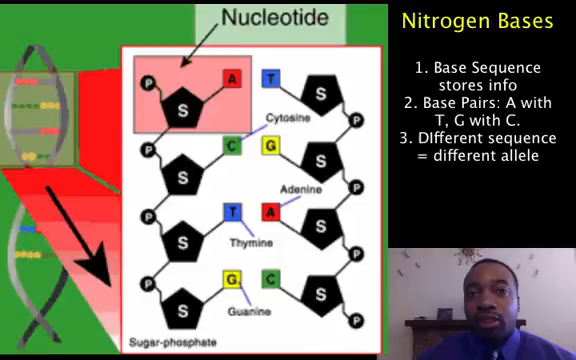 Nucleotide
Nitrogen Bases
1. Base Sequence
stores info
2. Base Pairs: A with
T, G with C.
3. DIfferent sequence
= different allele
P
A
T
S
S
P
P
Cytosine
C
G
S
S
P
P
Adenine
T
A
S
S
Thymine
P
P
G
C
S
S
Guanine
P
Sugar-phosphate